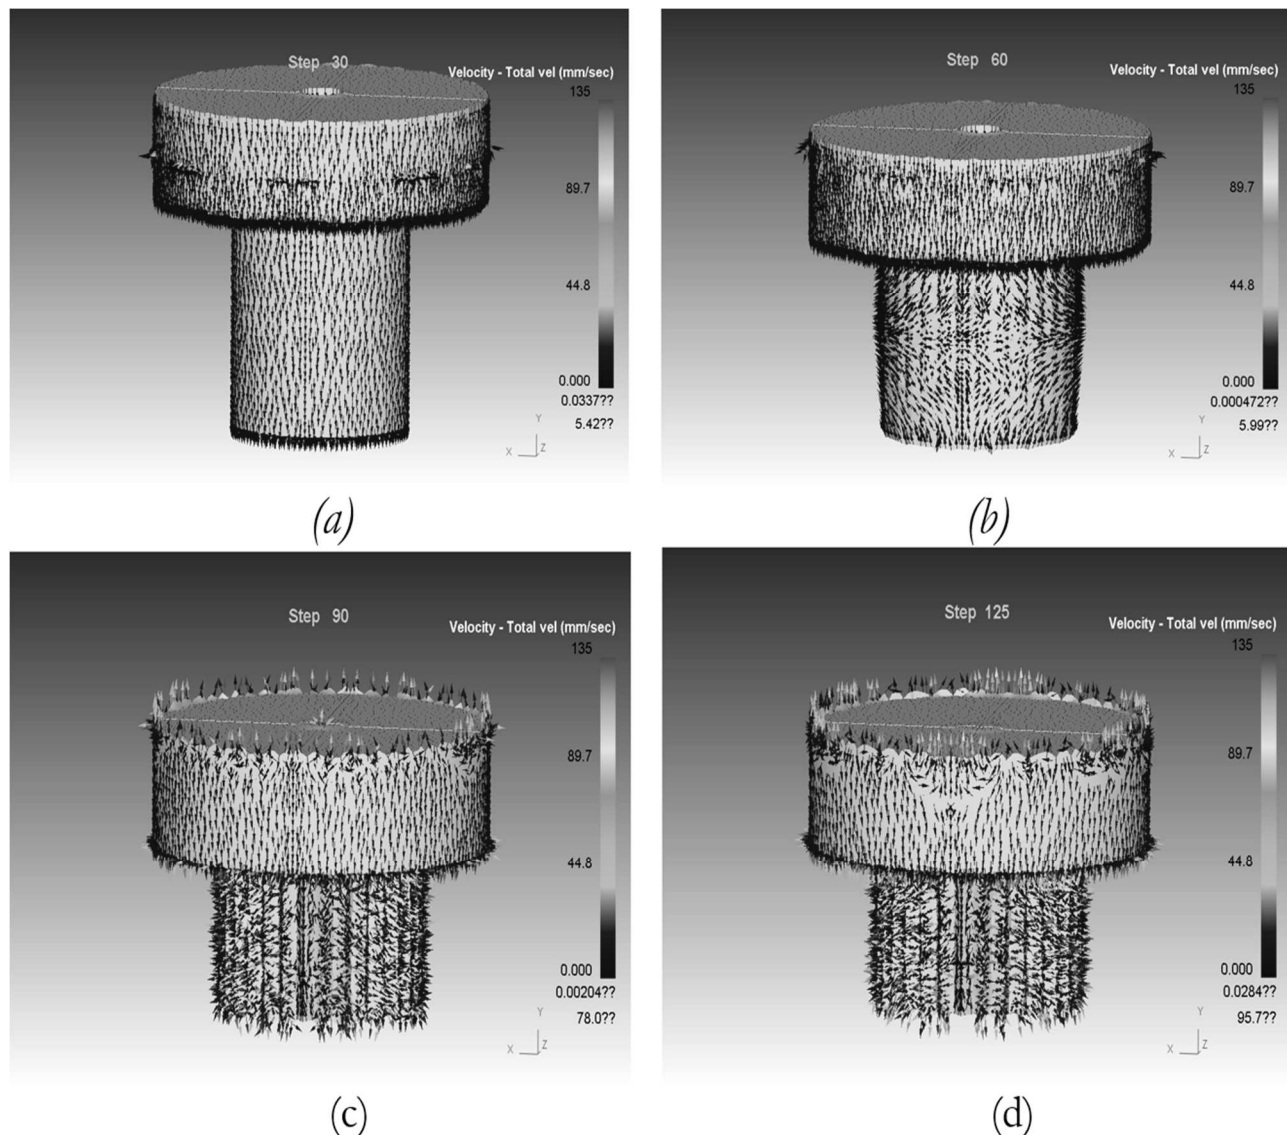 Step 30
Velocity - Total vel (mm/sec)
135
89.7
44.8
0.000
0.0337??
5.42??
Y
X
Z
(a)
Step 60
Velocity - Total vel (mm/sec)
135
89.7
44.8
0.000
0.000472??
5.99??
Y
X
Z
(b)
Step 90
Velocity - Total vel (mm/sec)
135
89.7
44.8
0.000
0.00204??
78.0??
Y
X
Z
(c)
Step 125
Velocity - Total vel (mm/sec)
135
89.7
44.8
0.000
0.0284??
95.7??
Y
X
Z
(d)